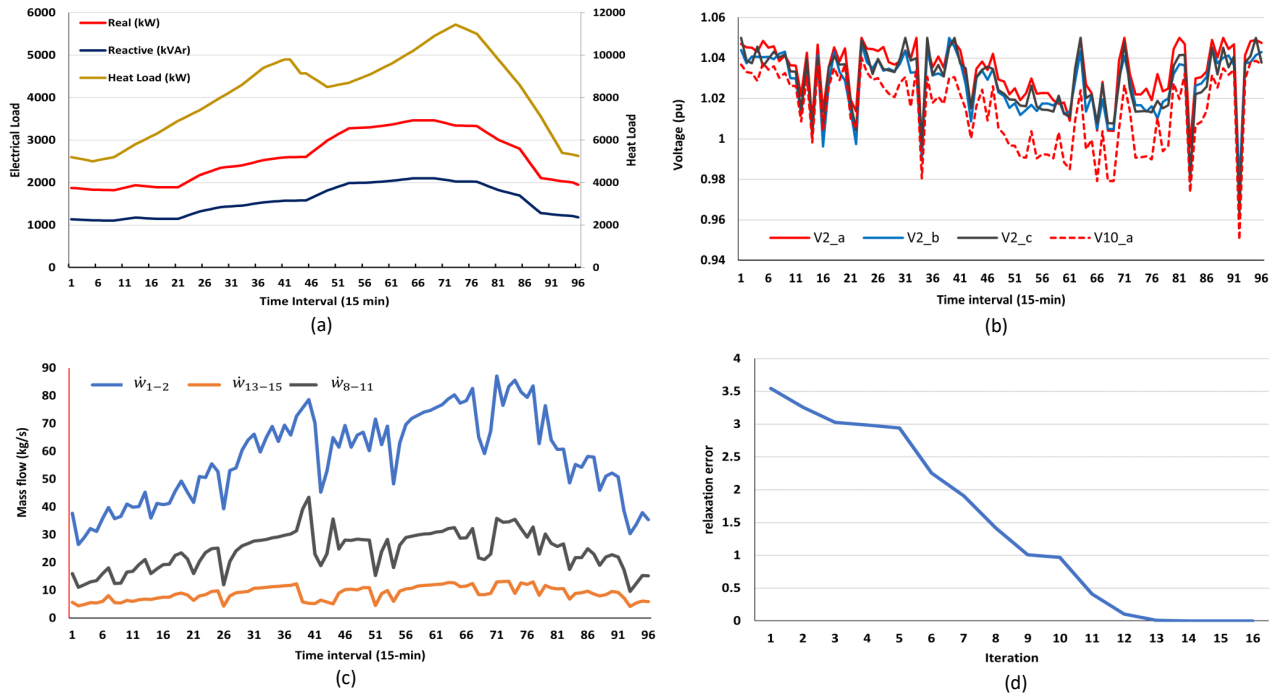 6000
5000
4000
3000
2000
1000
0
Electrical Load
Real (kW)
Reactive (kVAr)
Heat Load (kW)
12000
10000
8000
6000
4000
2000
0
Heat Load
1 6 11 16 21 26 31 36 41 46 51 56 61 66 71 76 81 86 91 96
Time Interval (15 min)
(a)
1.06
1.04
1.02
1
0.98
0.96
0.94
Voltage (pu)
V2_a V2_b V2_c V10_a
1 6 11 16 21 26 31 36 41 46 51 56 61 66 71 76 81 86 91 96
Time interval (15-min)
(b)
90
80
70
60
50
40
30
20
10
0
Mass flow (kg/s)
ẇ₁₋₂ ẇ₁₃₋₁₅ ẇ₈₋₁₁
1 6 11 16 21 26 31 36 41 46 51 56 61 66 71 76 81 86 91 96
Time interval (15-min)
(c)
4
3.5
3
2.5
2
1.5
1
0.5
0
relaxation error
1 2 3 4 5 6 7 8 9 10 11 12 13 14 15 16
Iteration
(d)